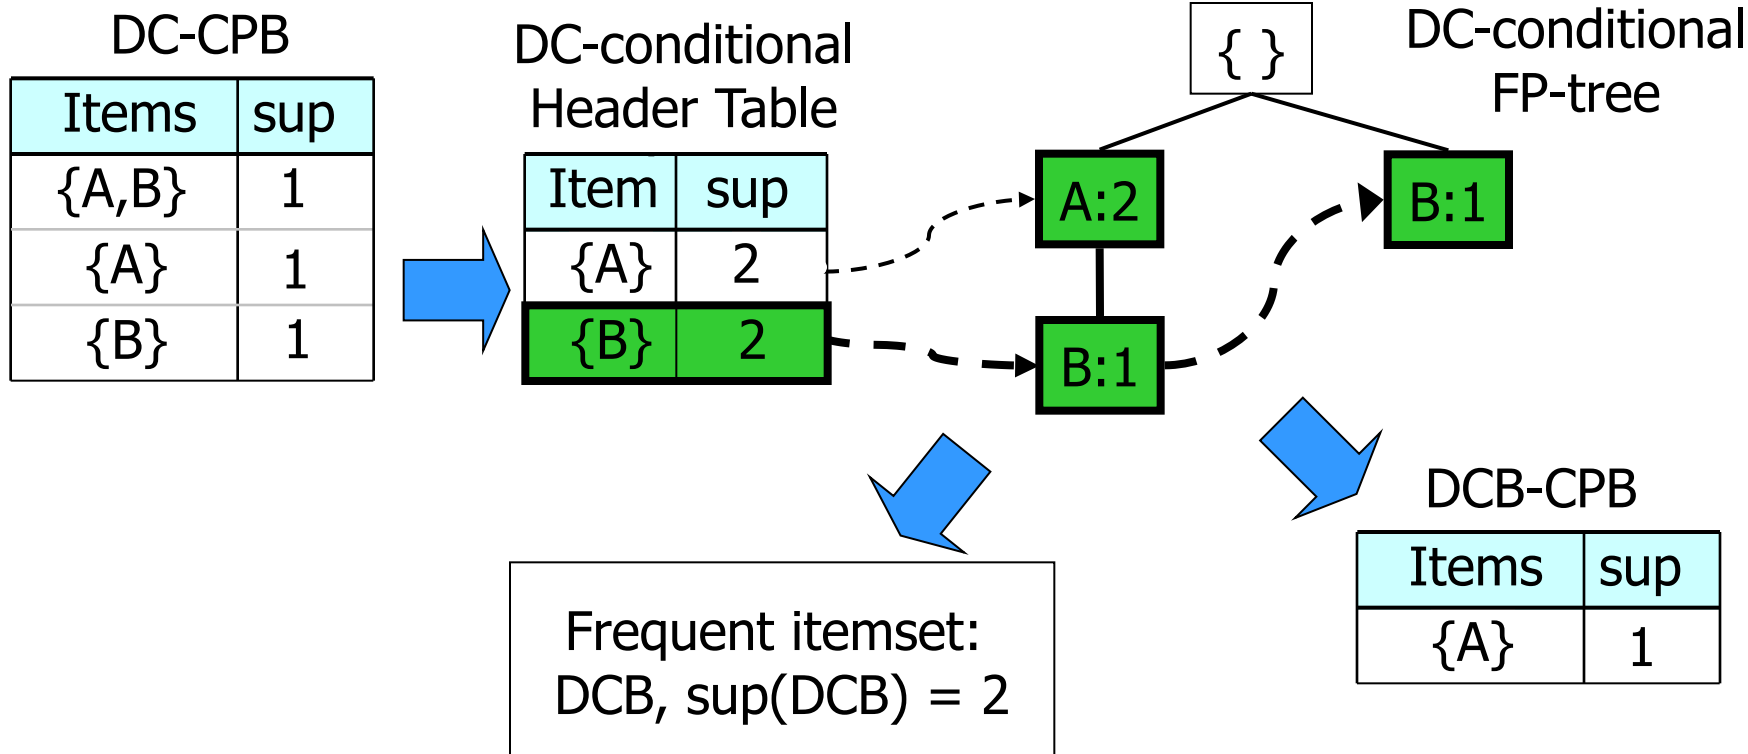 DC-CPB
Items sup
{A,B} 1
{A} 1
{B} 1
DC-conditional
Header Table
Item sup
{A} 2
{B} 2
{ }
DC-conditional
FP-tree
A:2
B:1
B:1
Frequent itemset:
DCB, sup(DCB) = 2
DCB-CPB
Items sup
{A} 1